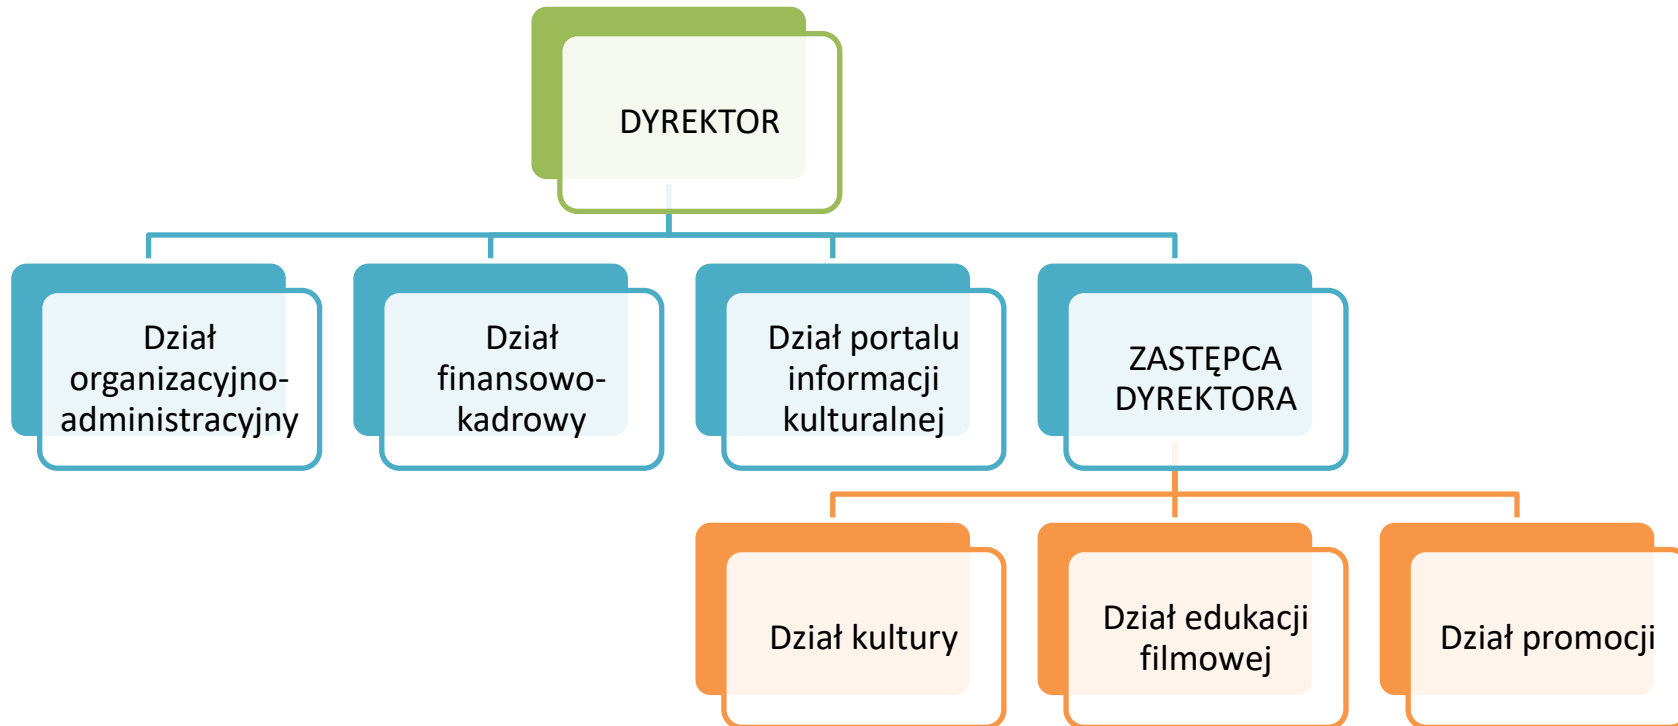 DYREKTOR
Dział
organizacyjno-
administracyjny
Dział
finansowo-
kadrowy
Dział portalu
informacji
kulturalnej
ZASTĘPCA
DYREKTORA
Dział kultury
Dział edukacji
filmowej
Dział promocji